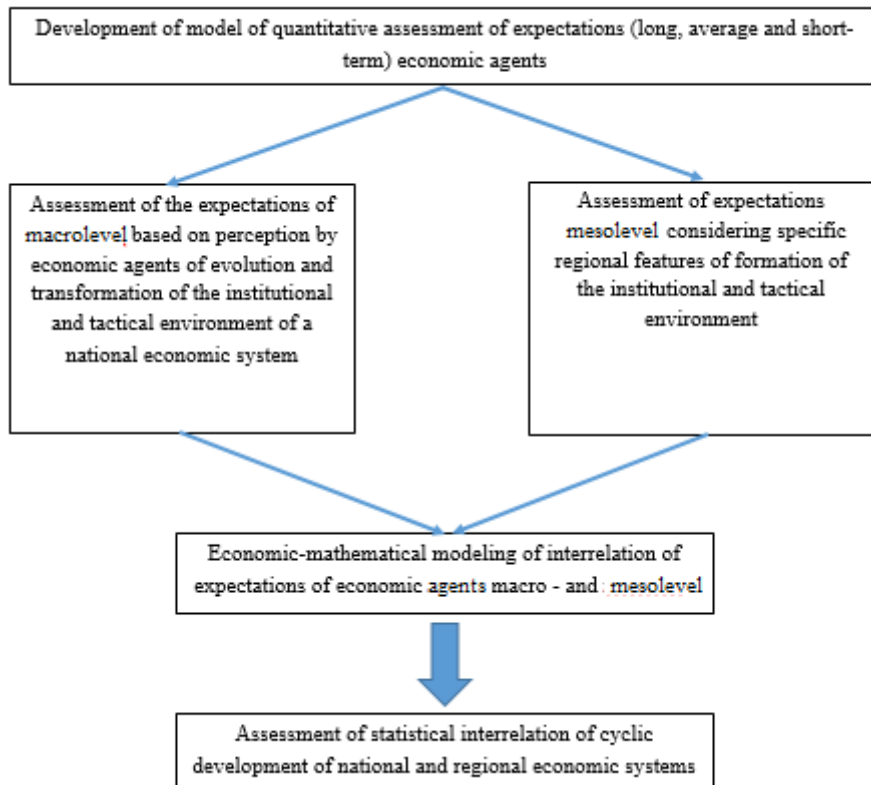 Development of model of quantitative assessment of expectations (long, average and short-
term) economic agents
Assessment of the expectations of
macrolevel based on perception by
economic agents of evolution and
transformation of the institutional
and tactical environment of a
national economic system
Assessment of expectations
mesolevel considering specific
regional features of formation of
the institutional and tactical
environment
Economic-mathematical modeling of interrelation of
expectations of economic agents macro - and mesolevel
Assessment of statistical interrelation of cyclic
development of national and regional economic systems